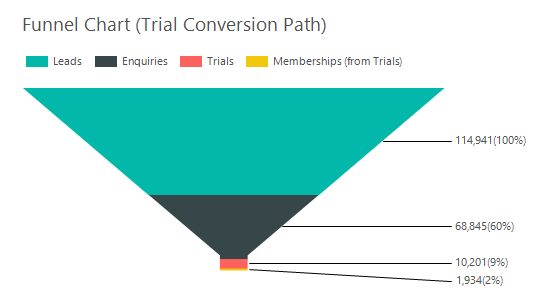 Funnel Chart (Trial Conversion Path)
Leads Enquiries Trials Memberships (from Trials)
114,941(100%)
68,845(60%)
10,201(9%)
1,934(2%)